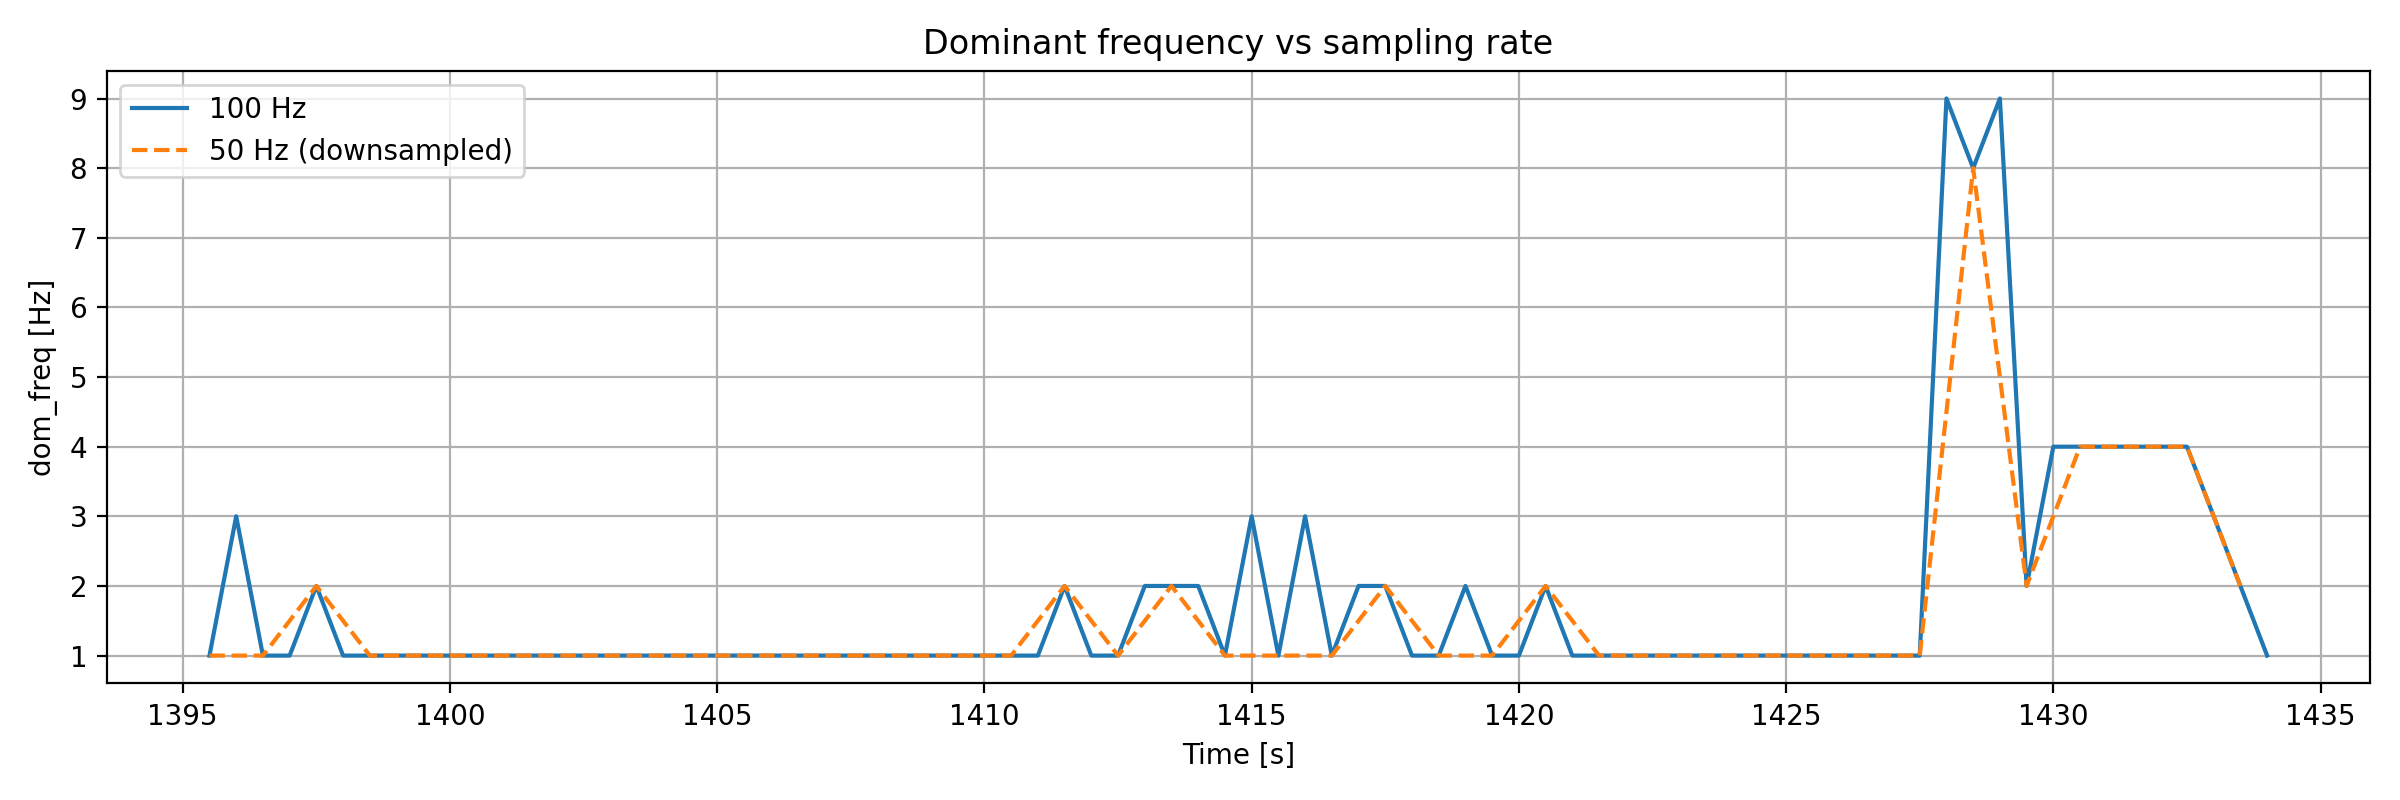 Dominant frequency vs sampling rate
100 Hz
50 Hz (downsampled)
dom_freq [Hz]
9
8
7
6
5
4
3
2
1
1395 1400 1405 1410 1415 1420 1425 1430 1435
Time [s]